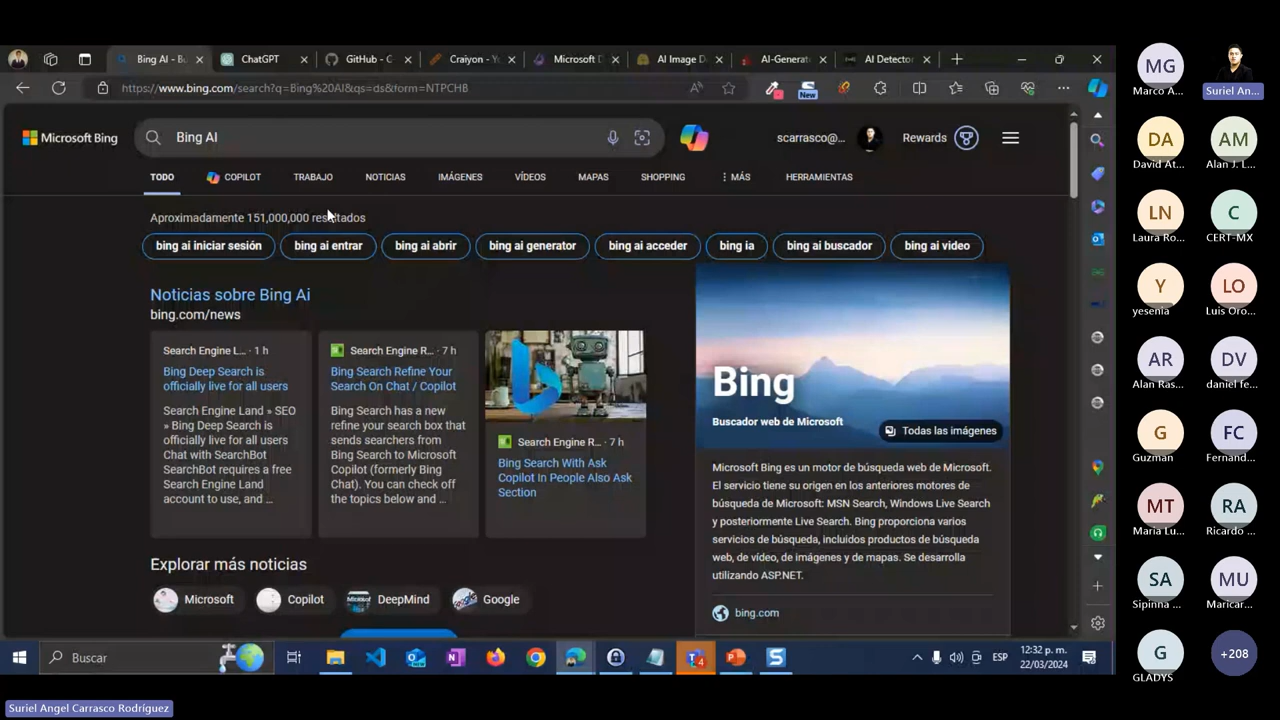 Bing AI - Bu
ChatGPT
GitHub - C
Craiyon - Yo
Microsoft D
AI Image D
AI-Generat
AI Detector
https://www.bing.com/search?q=Bing%20AI&qs=ds&form=NTPCHB
New
Microsoft Bing
Bing AI
scarrasco@...
Rewards
TODO
COPILOT
TRABAJO
NOTICIAS
IMÁGENES
VÍDEOS
MAPAS
SHOPPING
MÁS
HERRAMIENTAS
Aproximadamente 151,000,000 resultados
bing ai iniciar sesión
bing ai entrar
bing ai abrir
bing ai generator
bing ai acceder
bing ia
bing ai buscador
bing ai video
Noticias sobre Bing Ai
bing.com/news
Search Engine L... · 1 h
Bing Deep Search is
officially live for all users
Search Engine Land » SEO
» Bing Deep Search is
officially live for all users
Chat with SearchBot
SearchBot requires a free
Search Engine Land
account to use, and ...
Search Engine R... · 7 h
Bing Search Refine Your
Search On Chat / Copilot
Bing Search has a new
refine your search box that
sends searchers from
Bing Search to Microsoft
Copilot (formerly Bing
Chat). You can check off
the topics below and ...
Search Engine R... · 7 h
Bing Search With Ask
Copilot In People Also Ask
Section
Bing
Buscador web de Microsoft
Todas las imágenes
Microsoft Bing es un motor de búsqueda web de Microsoft.
El servicio tiene su origen en los anteriores motores de
búsqueda de Microsoft: MSN Search, Windows Live Search
y posteriormente Live Search. Bing proporciona varios
servicios de búsqueda, incluidos productos de búsqueda
web, de vídeo, de imágenes y de mapas. Se desarrolla
utilizando ASP.NET.
bing.com
Explorar más noticias
Microsoft
Copilot
DeepMind
Google
Buscar
4
ESP
12:32 p. m.
22/03/2024
MG
Marco A...
Suriel An...
DA
David At...
AM
Alan J. L...
LN
Laura Ro...
C
CERT-MX
Y
yesenia
LO
Luis Oro...
AR
Alan Ras...
DV
daniel fe...
G
Guzman
FC
Fernand...
MT
Maria Lu...
RA
Ricardo ...
SA
Sipinna ...
MU
Maricar...
G
GLADYS
+208
Suriel Angel Carrasco Rodríguez